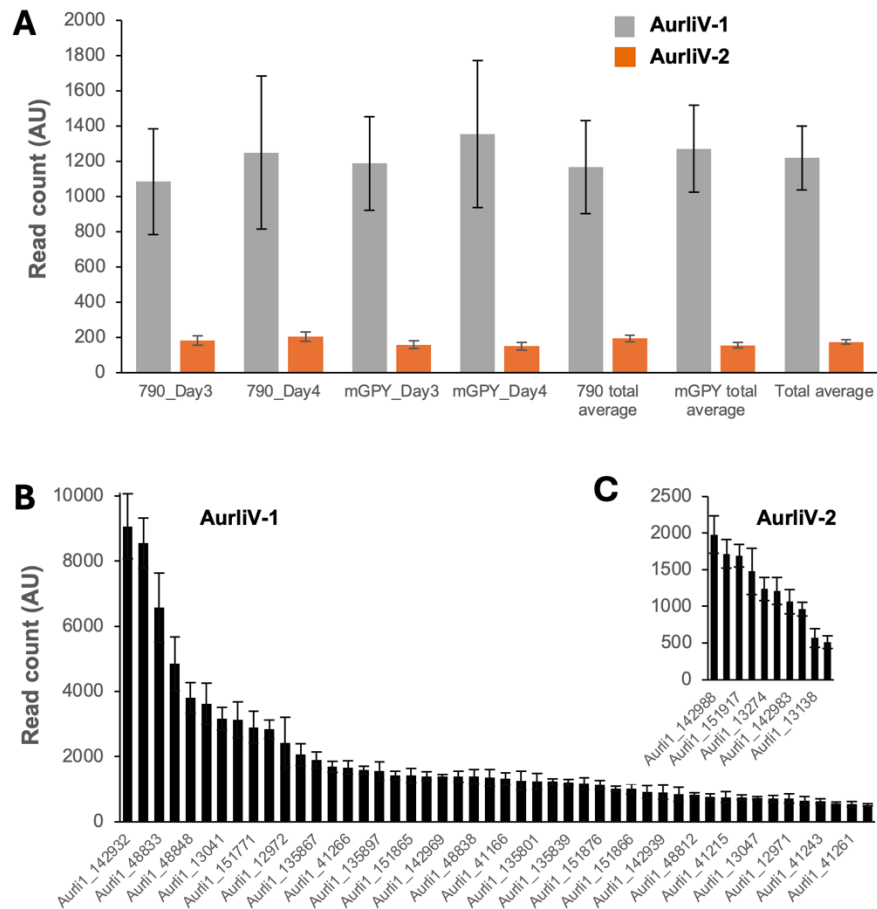 A
2000
1800
1600
1400
1200
1000
800
600
400
200
0
Read count (AU)
AurliV-1
AurliV-2
790_Day3
790_Day4
mGPY_Day3
mGPY_Day4
790 total
average
mGPY total
average
Total average
B
AurliV-1
10000
8000
6000
4000
2000
0
Read count (AU)
Aurli1_142932
Aurli1_48833
Aurli1_48848
Aurli1_13041
Aurli1_151771
Aurli1_12972
Aurli1_135867
Aurli1_41266
Aurli1_135897
Aurli1_151865
Aurli1_142969
Aurli1_48838
Aurli1_41166
Aurli1_135801
Aurli1_135839
Aurli1_151876
Aurli1_151866
Aurli1_142939
Aurli1_48812
Aurli1_41215
Aurli1_13047
Aurli1_12971
Aurli1_41243
Aurli1_41261
C
AurliV-2
2500
2000
1500
1000
500
0
Aurli1_142988
Aurli1_151917
Aurli1_13274
Aurli1_142983
Aurli1_13138